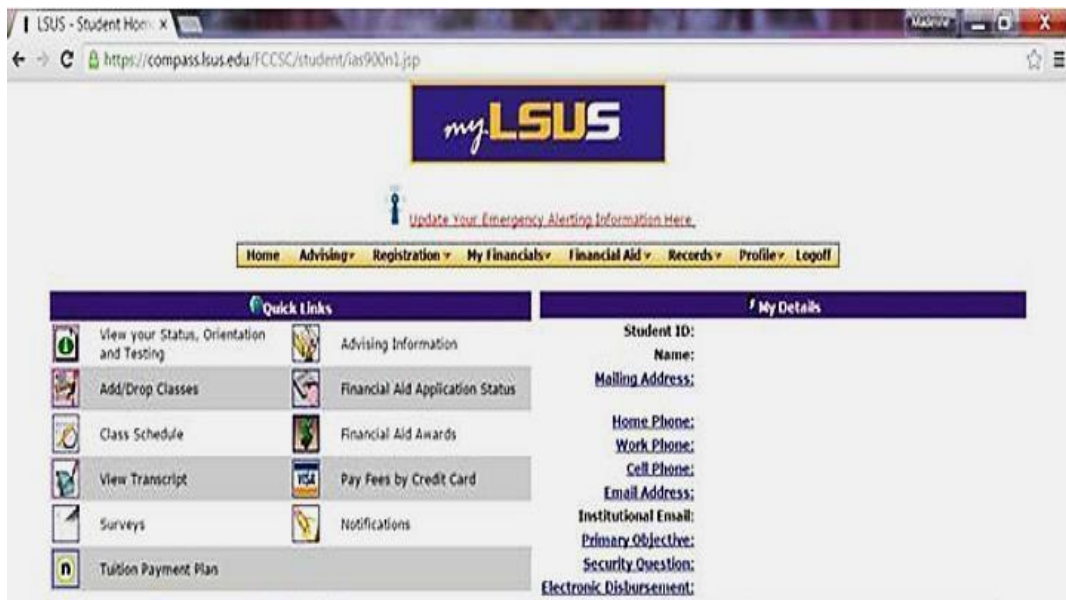 LSUS - Student Hom
Madeline
https://compass.lsus.edu/FCCSC/student/ias900n1.jsp
my LSUS
Update Your Emergency Alerting Information Here.
Home Advising Registration My Financials Financial Aid Records Profile Logoff
Quick Links
View your Status, Orientation
and Testing
Advising Information
Add/Drop Classes
Financial Aid Application Status
Class Schedule
Financial Aid Awards
View Transcript
VISA
Pay Fees by Credit Card
Surveys
Notifications
n
Tuition Payment Plan
My Details
Student ID:
Name:
Mailing Address:
Home Phone:
Work Phone:
Cell Phone:
Email Address:
Institutional Email:
Primary Objective:
Security Question:
Electronic Disbursement: